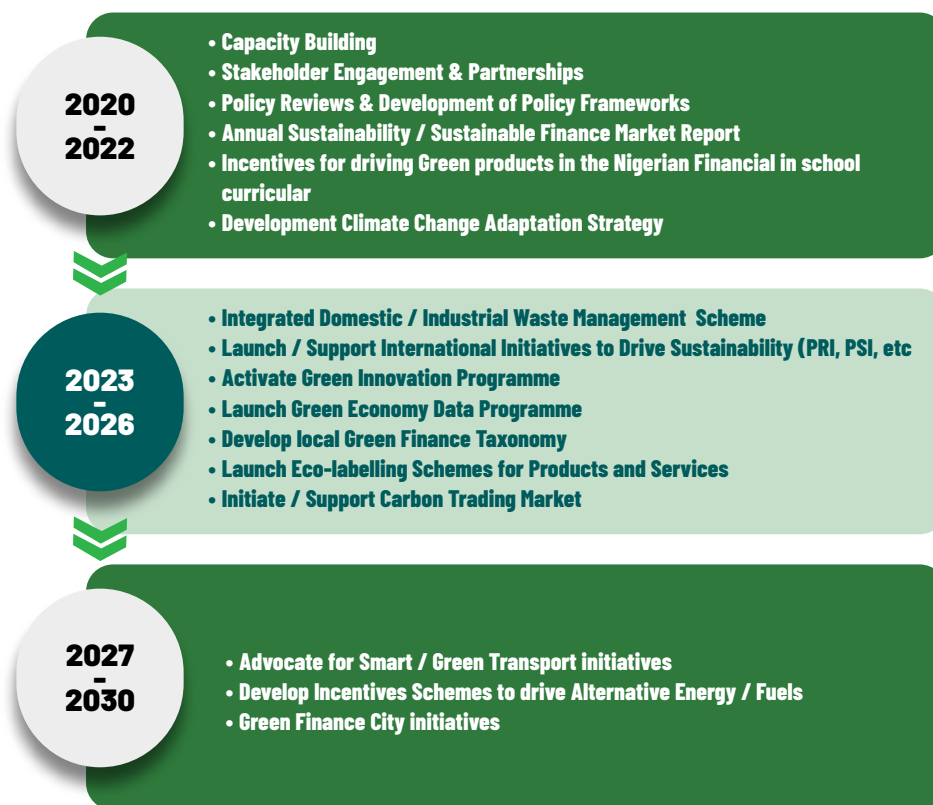 2020
-
2022
• Capacity Building
• Stakeholder Engagement & Partnerships
• Policy Reviews & Development of Policy Frameworks
• Annual Sustainability / Sustainable Finance Market Report
• Incentives for driving Green products in the Nigerian Financial in school
curricular
• Development Climate Change Adaptation Strategy
2023
-
2026
• Integrated Domestic / Industrial Waste Management Scheme
• Launch / Support International Initiatives to Drive Sustainability (PRI, PSI, etc
• Activate Green Innovation Programme
• Launch Green Economy Data Programme
• Develop local Green Finance Taxonomy
• Launch Eco-labelling Schemes for Products and Services
• Initiate / Support Carbon Trading Market
2027
-
2030
• Advocate for Smart / Green Transport initiatives
• Develop Incentives Schemes to drive Alternative Energy / Fuels
• Green Finance City initiatives